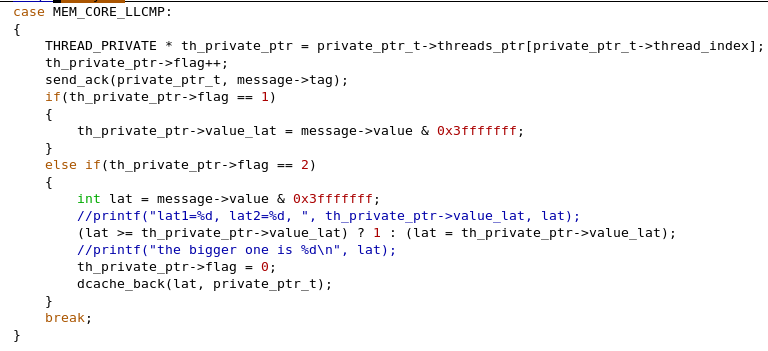 case MEM_CORE_LLCMP:
{
    THREAD_PRIVATE * th_private_ptr = private_ptr_t->threads_ptr[private_ptr_t->thread_index];
    th_private_ptr->flag++;
    send_ack(private_ptr_t, message->tag);
    if(th_private_ptr->flag == 1)
    {
        th_private_ptr->value_lat = message->value & 0x3fffffff;
    }
    else if(th_private_ptr->flag == 2)
    {
        int lat = message->value & 0x3fffffff;
        //printf("lat1=%d, lat2=%d, ", th_private_ptr->value_lat, lat);
        (lat >= th_private_ptr->value_lat) ? 1 : (lat = th_private_ptr->value_lat);
        //printf("the bigger one is %d\n", lat);
        th_private_ptr->flag = 0;
        dcache_back(lat, private_ptr_t);
    }
    break;
}